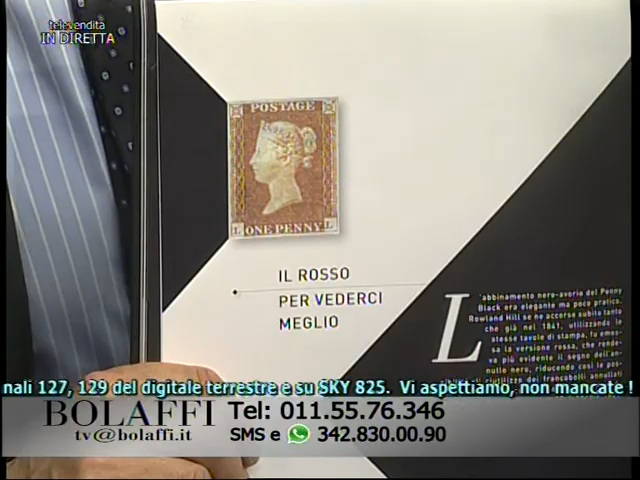 televendita
IN DIRETTA
POSTAGE
L ONE PENNY L
IL ROSSO
PER VEDERCI
MEGLIO
L'abbinamento nero-avorio del Penny
Black era elegante ma poco pratico.
Rowland Hill se ne accorse subito tanto
che già nel 1841, utilizzando le
stesse tavole di stampa, fu emes-
sa la versione rossa, che rende-
va più evidente il segno dell'an-
nullo nero, riducendo così le pos-
nali 127, 129 del digitale terrestre e su SKY 825. Vi aspettiamo, non mancate !
BOLAFFI
tv@bolaffi.it
Tel: 011.55.76.346
SMS e 342.830.00.90